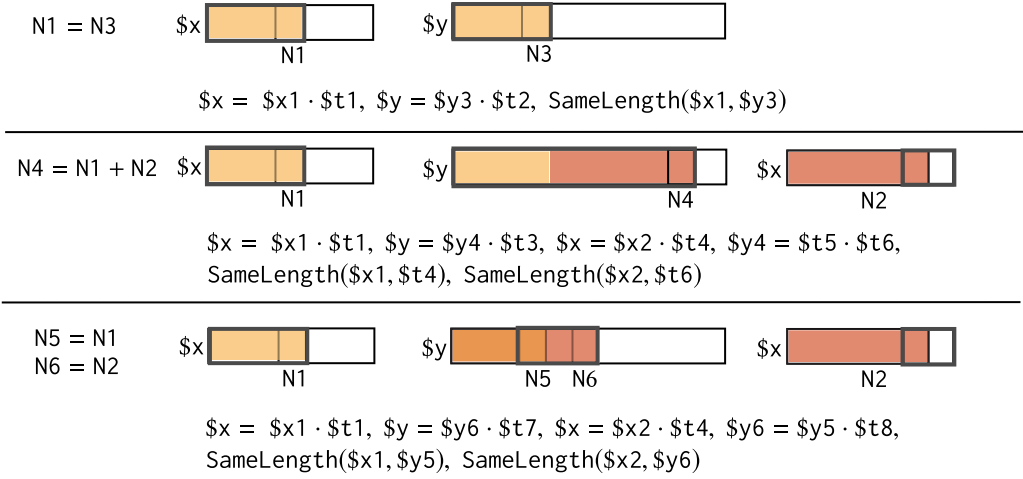 N1 = N3 $x $y
N1 N3
$x = $x1 · $t1, $y = $y3 · $t2, SameLength($x1, $y3)
N4 = N1 + N2 $x $y $x
N1 N4 N2
$x = $x1 · $t1, $y = $y4 · $t3, $x = $x2 · $t4, $y4 = $t5 · $t6,
SameLength($x1, $t4), SameLength($x2, $t6)
N5 = N1
N6 = N2
$x $y $x
N1 N5 N6 N2
$x = $x1 · $t1, $y = $y6 · $t7, $x = $x2 · $t4, $y6 = $y5 · $t8,
SameLength($x1, $y5), SameLength($x2, $y6)